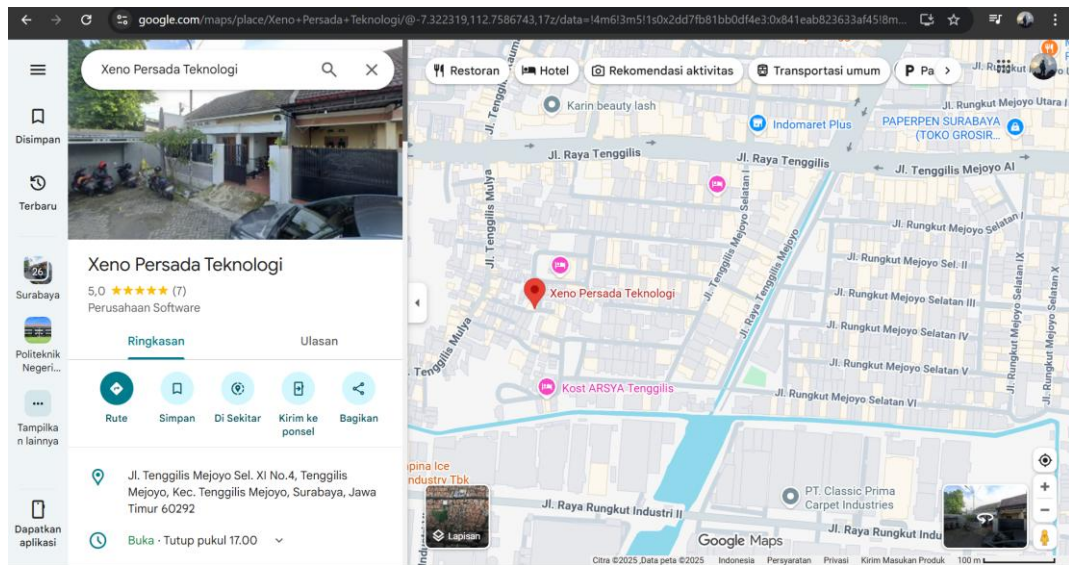 google.com/maps/place/Xeno+Persada+Teknologi/@-7.322319,112.7586743,17z/data=!4m6!3m5!1s0x2dd7fb81bb0df4e3:0x841eab823633af45!8m...
Xeno Persada Teknologi
Disimpan
Terbaru
26
Surabaya
Politeknik
Negeri...
Tampilka
n lainnya
Dapatkan
aplikasi
Xeno Persada Teknologi
5,0 ★★★★★ (7)
Perusahaan Software
Ringkasan
Ulasan
Rute
Simpan
Di Sekitar
Kirim ke
ponsel
Bagikan
Jl. Tenggilis Mejoyo Sel. XI No.4, Tenggilis
Mejoyo, Kec. Tenggilis Mejoyo, Surabaya, Jawa
Timur 60292
Buka · Tutup pukul 17.00
Restoran
Hotel
Rekomendasi aktivitas
Transportasi umum
P Pa
Karin beauty lash
Indomaret Plus
PAPERPEN SURABAYA
(TOKO GROSIR...
Jl. Rungkut Mejoyo Utara I
Jl. Raya Tenggilis
Jl. Raya Tenggilis
Jl. Tenggilis Mejoyo AI
Jl. Tenggilis Mulya
Jl. Tenggilis Mejoyo Selatan I
Jl. Rungkut Mejoyo Selatan I
Jl. Rungkut Mejoyo Sel. II
Xeno Persada Teknologi
Jl. Raya Tenggilis Mejoyo
Jl. Rungkut Mejoyo Selatan III
Jl. Rungkut Mejoyo Selatan IV
Jl. Rungkut Mejoyo Selatan V
Jl. Rungkut Mejoyo Selatan VI
Jl. Rungkut Mejoyo Selatan IX
Jl. Rungkut Mejoyo Selatan X
Kost ARSYA Tenggilis
pina Ice
ndustry Tbk
Jl. Raya Rungkut Industri II
PT. Classic Prima
Carpet Industries
Jl. Raya Rungkut Indu
Lapisan
Google Maps
Citra ©2025 ,Data peta ©2025
Indonesia
Persyaratan
Privasi
Kirim Masukan Produk
100 m